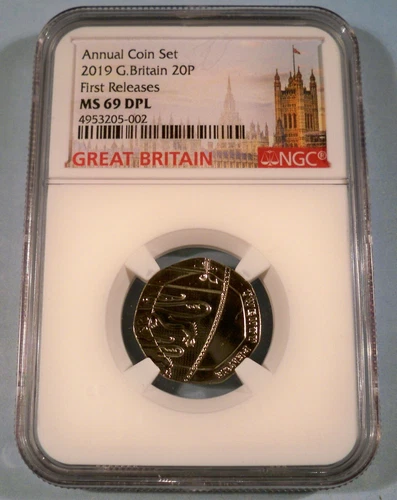 Annual Coin Set
2019 G.Britain 20P
First Releases
MS 69 DPL
4953205-002
GREAT BRITAIN
NGC®